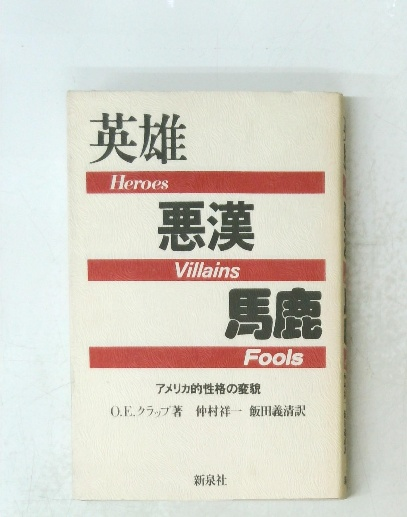 英雄
Heroes
悪漢
Villains
馬鹿
Fools
アメリカ的性格の変貌
O.E.クラップ著 仲村祥一 飯田義清訳
新泉社